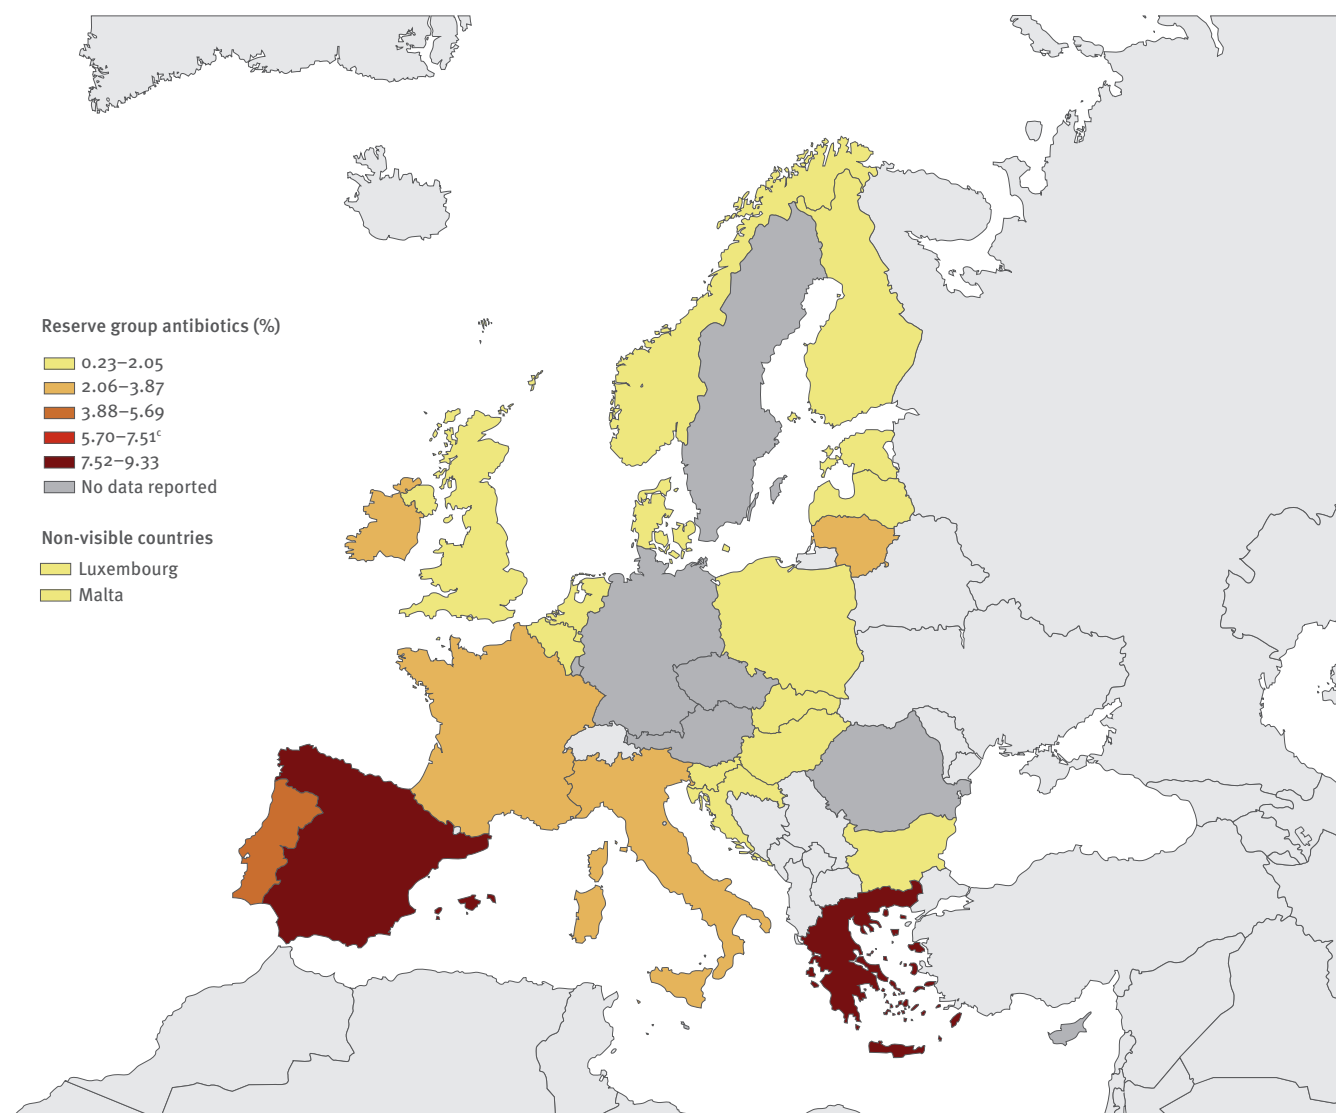 Reserve group antibiotics (%)
0.23–2.05
2.06–3.87
3.88–5.69
5.70–7.51ᶜ
7.52–9.33
No data reported
Non-visible countries
Luxembourg
Malta